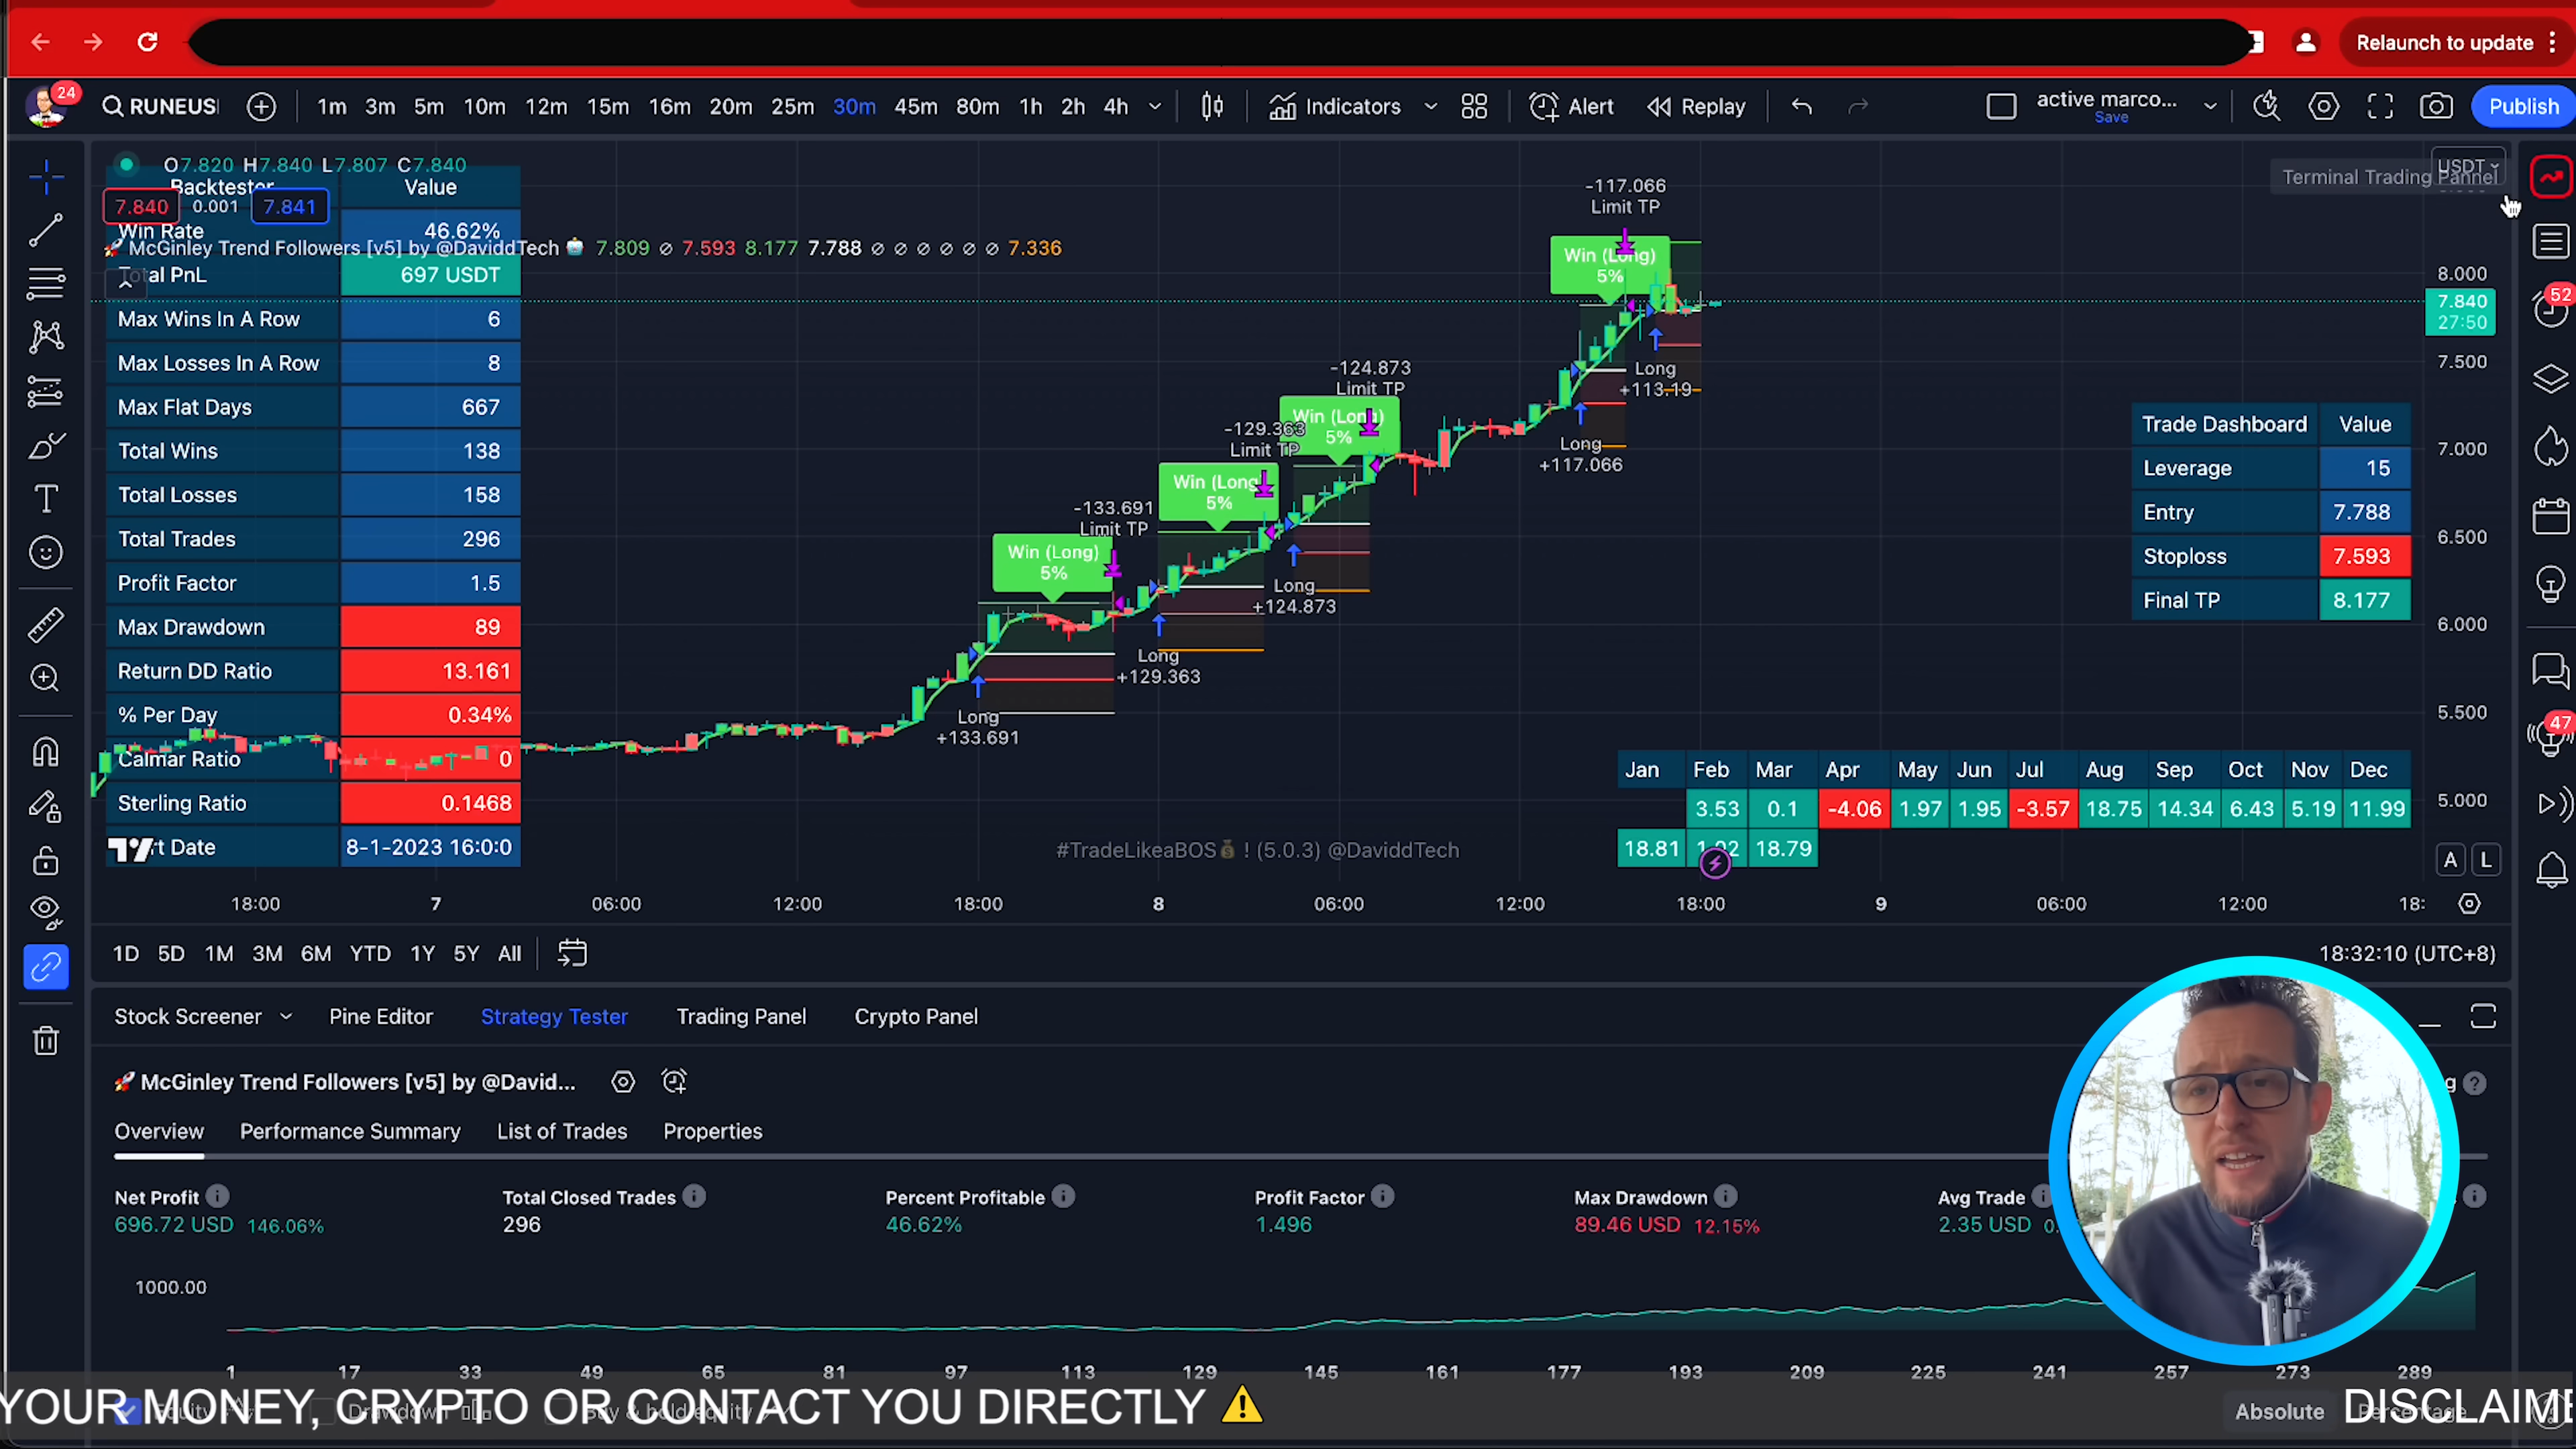 Relaunch to update
24
RUNEUS
1m 3m 5m 10m 12m 15m 16m 20m 25m 30m 45m 80m 1h 2h 4h
Indicators
Alert
Replay
active marco...
Save
Publish
O7.820 H7.840 L7.807 C7.840
7.840 0.001 7.841
McGinley Trend Followers [v5] by @DaviddTech 7.809 ∅ 7.593 8.177 7.788 ∅ ∅ ∅ ∅ ∅ ∅ 7.336
Backtester Value
Win Rate 46.62%
Total PnL 697 USDT
Max Wins In A Row 6
Max Losses In A Row 8
Max Flat Days 667
Total Wins 138
Total Losses 158
Total Trades 296
Profit Factor 1.5
Max Drawdown 89
Return DD Ratio 13.161
% Per Day 0.34%
Calmar Ratio 0
Sterling Ratio 0.1468
Date 8-1-2023 16:0:0
-117.066
Limit TP
Win (Long)
5%
Long
+113.19
-124.873
Limit TP
Win (Long)
5%
Long
+117.066
-129.363
Limit TP
Win (Long
5%
Long
+124.873
-133.691
Limit TP
Win (Long)
5%
Long
+129.363
Long
+133.691
USDT
Terminal Trading Pannel
8.000
7.840
27:50
7.500
7.000
6.500
6.000
5.500
5.000
52
47
Trade Dashboard Value
Leverage 15
Entry 7.788
Stoploss 7.593
Final TP 8.177
Jan Feb Mar Apr May Jun Jul Aug Sep Oct Nov Dec
3.53 0.1 -4.06 1.97 1.95 -3.57 18.75 14.34 6.43 5.19 11.99
18.81 1.02 18.79
#TradeLikeaBOS💰 ! (5.0.3) @DaviddTech
A L
18:00 7 06:00 12:00 18:00 8 06:00 12:00 18:00 9 06:00 12:00 18:
1D 5D 1M 3M 6M YTD 1Y 5Y All
18:32:10 (UTC+8)
Stock Screener Pine Editor Strategy Tester Trading Panel Crypto Panel
McGinley Trend Followers [v5] by @David...
Overview Performance Summary List of Trades Properties
Net Profit Total Closed Trades Percent Profitable Profit Factor Max Drawdown Avg Trade
696.72 USD 146.06% 296 46.62% 1.496 89.46 USD 12.15% 2.35 USD 0.
1000.00
1 17 33 49 65 81 97 113 129 145 161 177 193 209 225 241 257 273 289
YOUR MONEY, CRYPTO OR CONTACT YOU DIRECTLY ⚠️
Equity Drawdown Buy & hold equity
Absolute Percentage
DISCLAIME